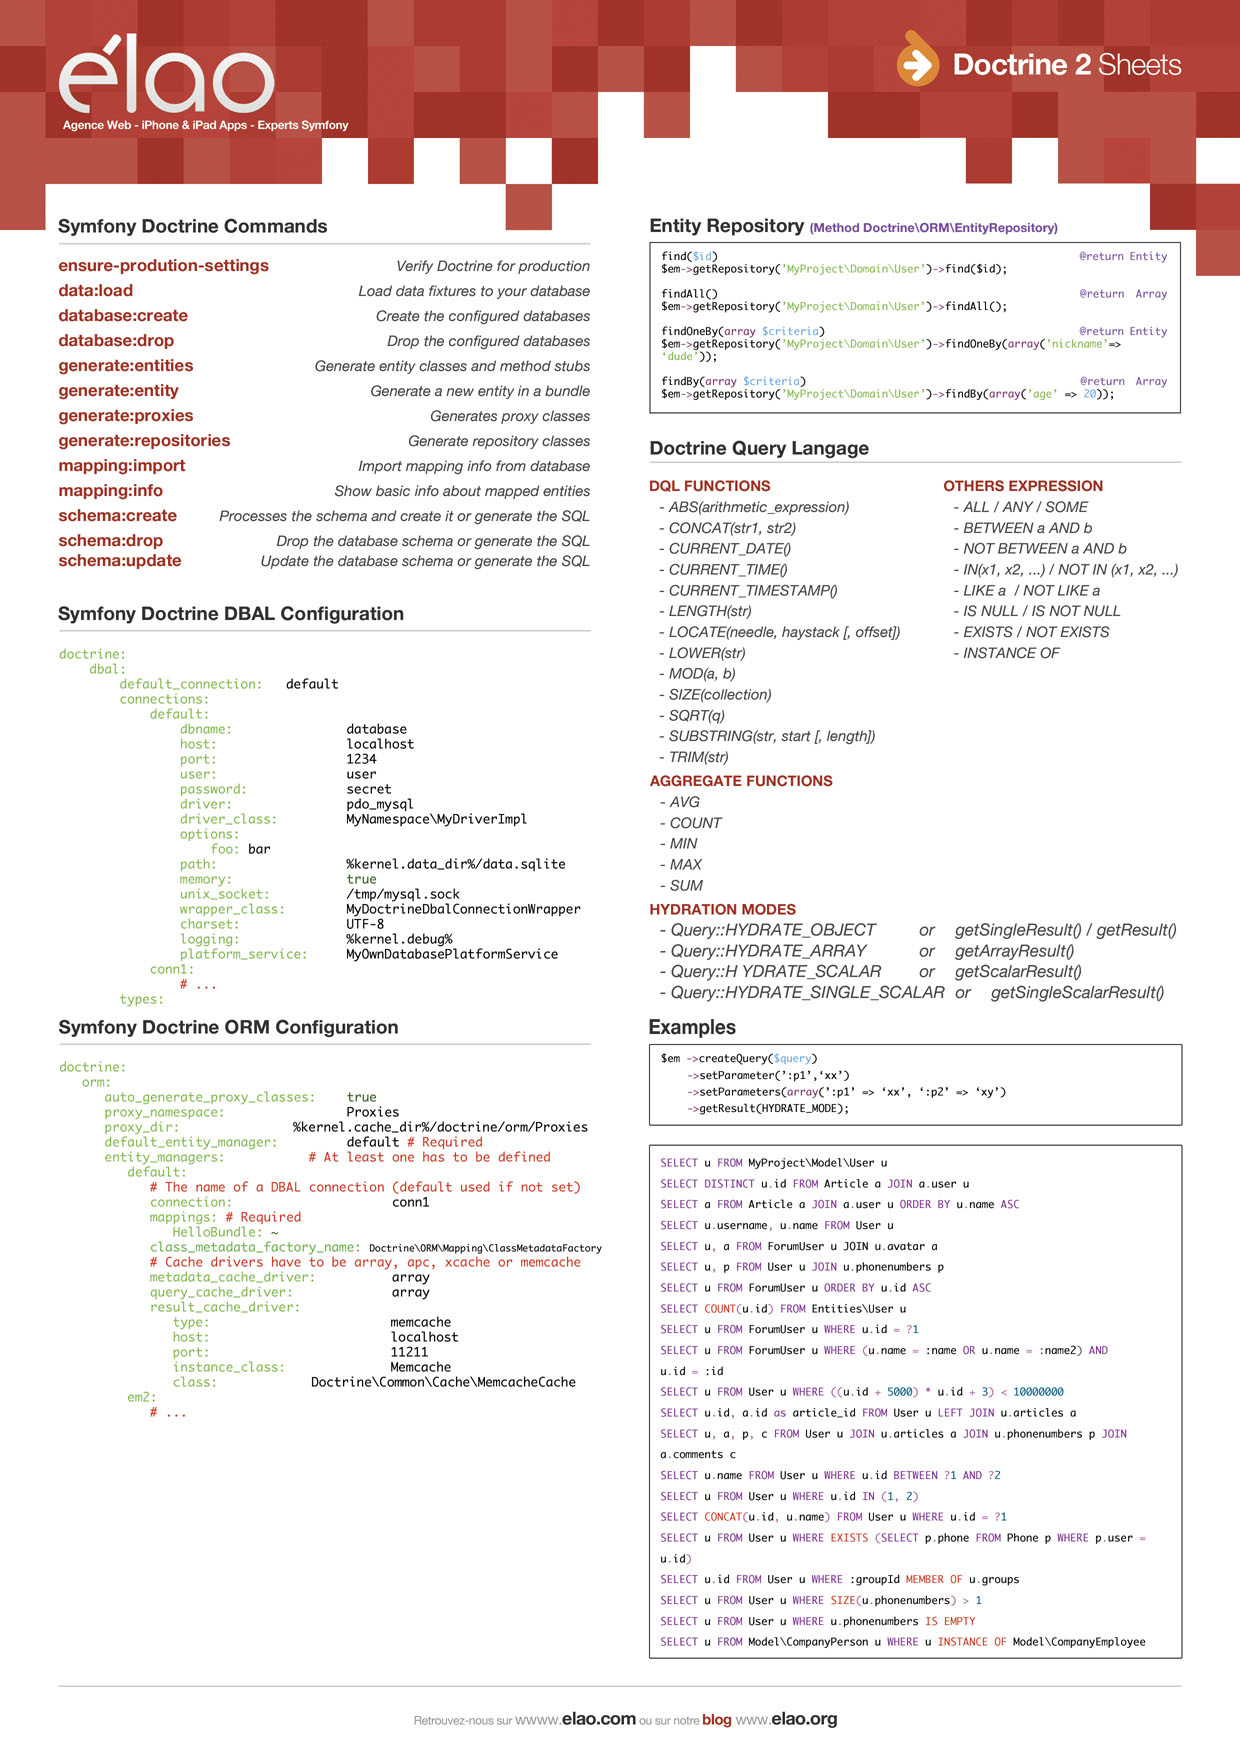 élao
Agence Web - iPhone & iPad Apps - Experts Symfony
Doctrine 2 Sheets
Symfony Doctrine Commands
ensure-prodution-settings Verify Doctrine for production
data:load Load data fixtures to your database
database:create Create the configured databases
database:drop Drop the configured databases
generate:entities Generate entity classes and method stubs
generate:entity Generate a new entity in a bundle
generate:proxies Generates proxy classes
generate:repositories Generate repository classes
mapping:import Import mapping info from database
mapping:info Show basic info about mapped entities
schema:create Processes the schema and create it or generate the SQL
schema:drop Drop the database schema or generate the SQL
schema:update Update the database schema or generate the SQL
Symfony Doctrine DBAL Configuration
doctrine:
dbal:
default_connection: default
connections:
default:
dbname: database
host: localhost
port: 1234
user: user
password: secret
driver: pdo_mysql
driver_class: MyNamespace\MyDriverImpl
options:
foo: bar
path: %kernel.data_dir%/data.sqlite
memory: true
unix_socket: /tmp/mysql.sock
wrapper_class: MyDoctrineDbalConnectionWrapper
charset: UTF-8
logging: %kernel.debug%
platform_service: MyOwnDatabasePlatformService
conn1:
# ...
types:
Symfony Doctrine ORM Configuration
doctrine:
orm:
auto_generate_proxy_classes: true
proxy_namespace: Proxies
proxy_dir: %kernel.cache_dir%/doctrine/orm/Proxies
default_entity_manager: default # Required
entity_managers: # At least one has to be defined
default:
# The name of a DBAL connection (default used if not set)
connection: conn1
mappings: # Required
HelloBundle: ~
class_metadata_factory_name: Doctrine\ORM\Mapping\ClassMetadataFactory
# Cache drivers have to be array, apc, xcache or memcache
metadata_cache_driver: array
query_cache_driver: array
result_cache_driver:
type: memcache
host: localhost
port: 11211
instance_class: Memcache
class: Doctrine\Common\Cache\MemcacheCache
em2:
# ...
Entity Repository (Method Doctrine\ORM\EntityRepository)
find($id) @return Entity
$em->getRepository('MyProject\Domain\User')->find($id);
findAll() @return Array
$em->getRepository('MyProject\Domain\User')->findAll();
findOneBy(array $criteria) @return Entity
$em->getRepository('MyProject\Domain\User')->findOneBy(array('nickname'=>
‘dude’));
findBy(array $criteria) @return Array
$em->getRepository('MyProject\Domain\User')->findBy(array('age' => 20));
Doctrine Query Langage
DQL FUNCTIONS
- ABS(arithmetic_expression)
- CONCAT(str1, str2)
- CURRENT_DATE()
- CURRENT_TIME()
- CURRENT_TIMESTAMP()
- LENGTH(str)
- LOCATE(needle, haystack [, offset])
- LOWER(str)
- MOD(a, b)
- SIZE(collection)
- SQRT(q)
- SUBSTRING(str, start [, length])
- TRIM(str)
OTHERS EXPRESSION
- ALL / ANY / SOME
- BETWEEN a AND b
- NOT BETWEEN a AND b
- IN(x1, x2, ...) / NOT IN (x1, x2, ...)
- LIKE a / NOT LIKE a
- IS NULL / IS NOT NULL
- EXISTS / NOT EXISTS
- INSTANCE OF
AGGREGATE FUNCTIONS
- AVG
- COUNT
- MIN
- MAX
- SUM
HYDRATION MODES
- Query::HYDRATE_OBJECT or getSingleResult() / getResult()
- Query::HYDRATE_ARRAY or getArrayResult()
- Query::H YDRATE_SCALAR or getScalarResult()
- Query::HYDRATE_SINGLE_SCALAR or getSingleScalarResult()
Examples
$em ->createQuery($query)
->setParameter(’:p1’,‘xx’)
->setParameters(array(’:p1’ => ‘xx’, ‘:p2’ => ‘xy’)
->getResult(HYDRATE_MODE);
SELECT u FROM MyProject\Model\User u
SELECT DISTINCT u.id FROM Article a JOIN a.user u
SELECT a FROM Article a JOIN a.user u ORDER BY u.name ASC
SELECT u.username, u.name FROM User u
SELECT u, a FROM ForumUser u JOIN u.avatar a
SELECT u, p FROM User u JOIN u.phonenumbers p
SELECT u FROM ForumUser u ORDER BY u.id ASC
SELECT COUNT(u.id) FROM Entities\User u
SELECT u FROM ForumUser u WHERE u.id = ?1
SELECT u FROM ForumUser u WHERE (u.name = :name OR u.name = :name2) AND
u.id = :id
SELECT u FROM User u WHERE ((u.id + 5000) * u.id + 3) < 10000000
SELECT u.id, a.id as article_id FROM User u LEFT JOIN u.articles a
SELECT u, a, p, c FROM User u JOIN u.articles a JOIN u.phonenumbers p JOIN
a.comments c
SELECT u.name FROM User u WHERE u.id BETWEEN ?1 AND ?2
SELECT u FROM User u WHERE u.id IN (1, 2)
SELECT CONCAT(u.id, u.name) FROM User u WHERE u.id = ?1
SELECT u FROM User u WHERE EXISTS (SELECT p.phone FROM Phone p WHERE p.user =
u.id)
SELECT u.id FROM User u WHERE :groupId MEMBER OF u.groups
SELECT u FROM User u WHERE SIZE(u.phonenumbers) > 1
SELECT u FROM User u WHERE u.phonenumbers IS EMPTY
SELECT u FROM Model\CompanyPerson u WHERE u INSTANCE OF Model\CompanyEmployee
Retrouvez-nous sur wwww.elao.com ou sur notre blog www.elao.org